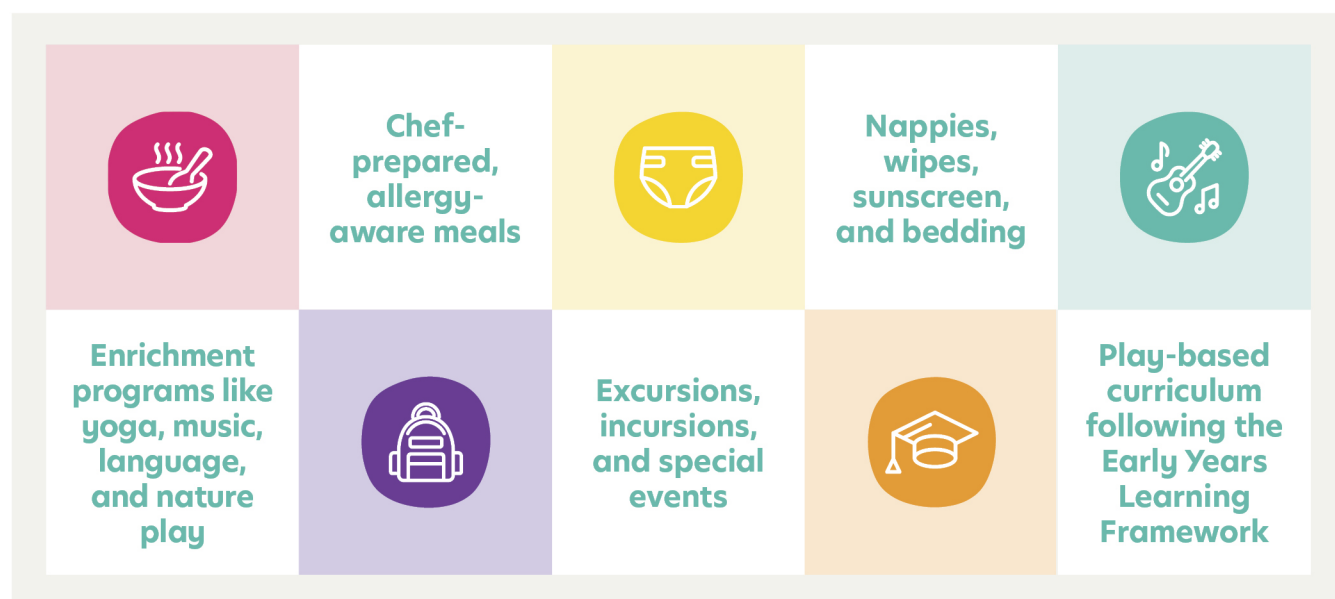 Chef-
prepared,
allergy-
aware meals
Nappies,
wipes,
sunscreen,
and bedding
Enrichment
programs like
yoga, music,
language,
and nature
play
Excursions,
incursions,
and special
events
Play-based
curriculum
following the
Early Years
Learning
Framework